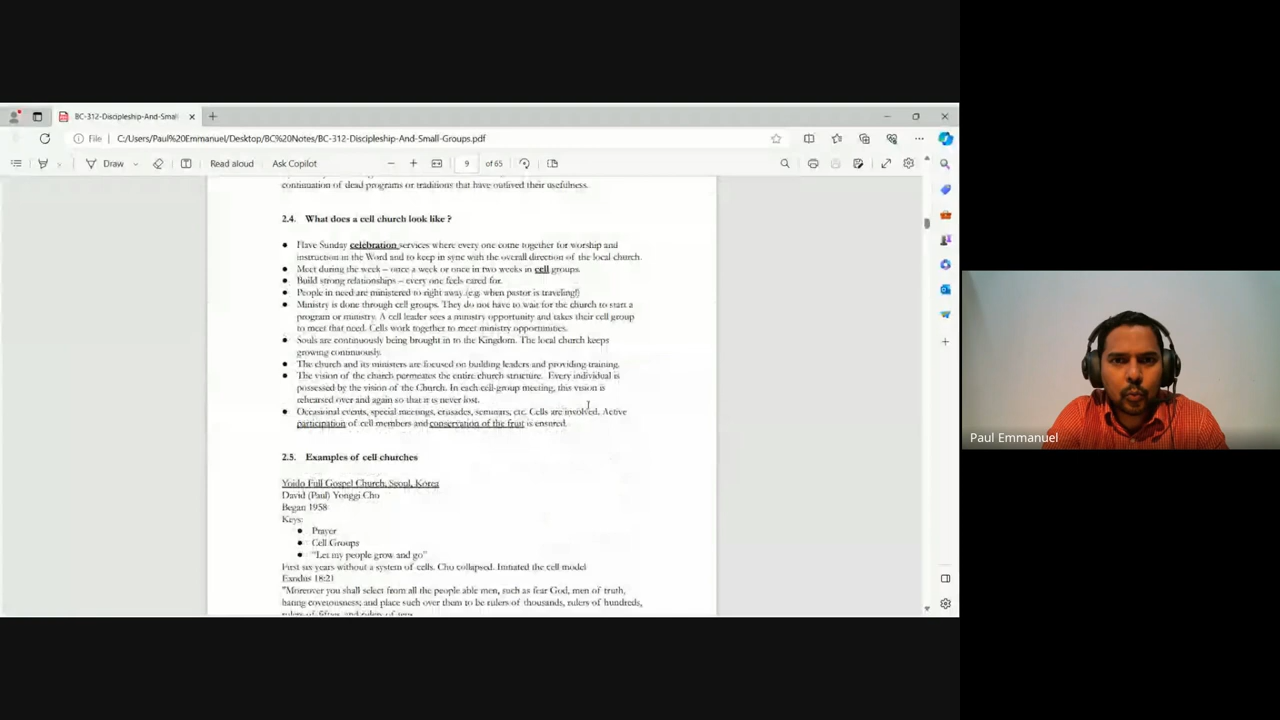 BC-312-Discipleship-And-Smal
File
C:/Users/Paul%20Emmanuel/Desktop/BC%20Notes/BC-312-Discipleship-And-Small-Groups.pdf
Draw
Read aloud
Ask Copilot
9
of 65
continuation of dead programs or traditions that have outlived their usefulness.
2.4. What does a cell church look like ?
● Have Sunday celebration services where every one come together for worship and
instruction in the Word and to keep in sync with the overall direction of the local church.
● Meet during the week – once a week or once in two weeks in cell groups.
● Build strong relationships – every one feels cared for.
● People in need are ministered to right away (e.g. when pastor is traveling!)
● Ministry is done through cell groups. They do not have to wait for the church to start a
program or ministry. A cell leader sees a ministry opportunity and takes their cell group
to meet that need. Cells work together to meet ministry opportunities.
● Souls are continuously being brought in to the Kingdom. The local church keeps
growing continuously.
● The church and its ministers are focused on building leaders and providing training.
● The vision of the church permeates the entire church structure. Every individual is
possessed by the vision of the Church. In each cell-group meeting, this vision is
rehearsed over and again so that it is never lost.
● Occasional events, special meetings, crusades, seminars, etc. Cells are involved. Active
participation of cell members and conservation of the fruit is ensured.
2.5. Examples of cell churches
Yoido Full Gospel Church, Seoul, Korea
David (Paul) Yonggi Cho
Began 1958
Keys:
● Prayer
● Cell Groups
● "Let my people grow and go"
First six years without a system of cells. Cho collapsed. Initiated the cell model
Exodus 18:21
"Moreover you shall select from all the people able men, such as fear God, men of truth,
hating covetousness; and place such over them to be rulers of thousands, rulers of hundreds,
rulers of fifties, and rulers of tens
Paul Emmanuel